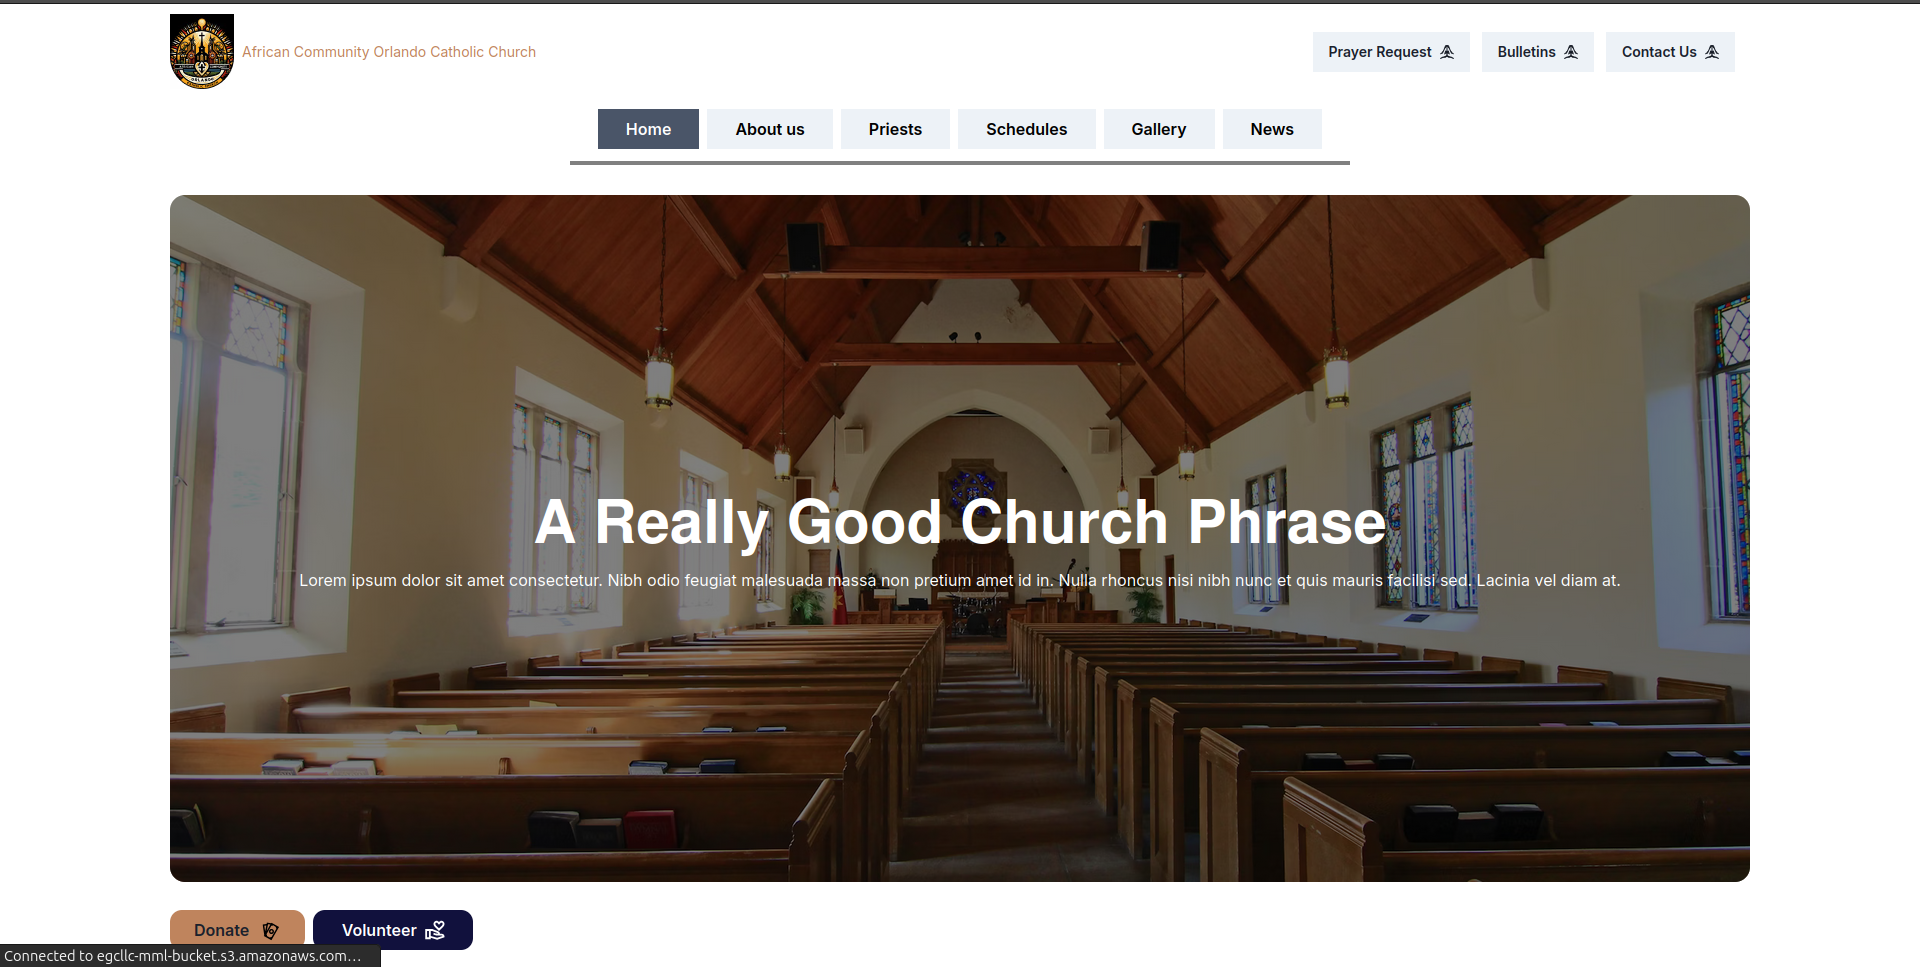 African Community Orlando Catholic Church
Prayer Request
Bulletins
Contact Us
Home
About us
Priests
Schedules
Gallery
News
A Really Good Church Phrase
Lorem ipsum dolor sit amet consectetur. Nibh odio feugiat malesuada massa non pretium amet id in. Nulla rhoncus nisi nibh nunc et quis mauris facilisi sed. Lacinia vel diam at.
Donate
Volunteer
Connected to egcllc-mml-bucket.s3.amazonaws.com…